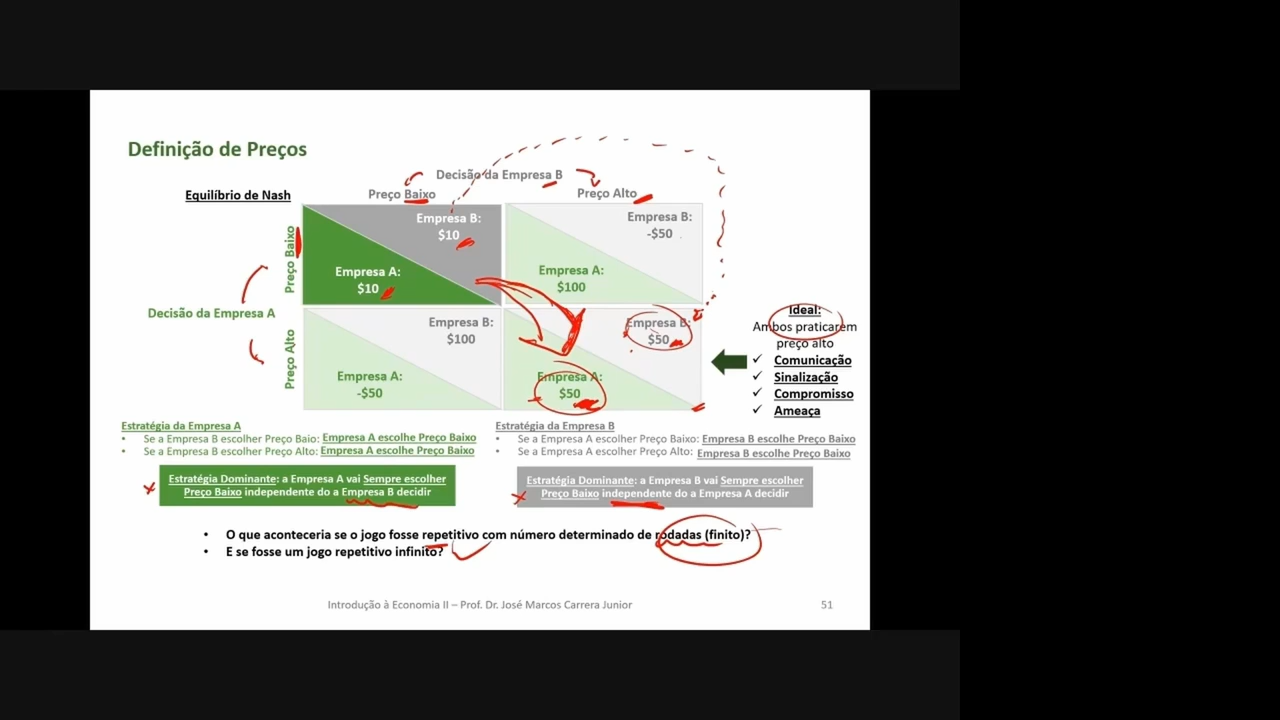 Definição de Preços
Decisão da Empresa B
Equilíbrio de Nash
Preço Baixo
Preço Alto
Preço Baixo
Empresa B:
$10
Empresa A:
$10
Empresa B:
-$50
Empresa A:
$100
Decisão da Empresa A
Preço Alto
Empresa B:
$100
Empresa A:
-$50
Empresa B:
$50
Empresa A:
$50
Ideal:
Ambos praticarem
preço alto
✓ Comunicação
✓ Sinalização
✓ Compromisso
✓ Ameaça
Estratégia da Empresa A
• Se a Empresa B escolher Preço Baio: Empresa A escolhe Preço Baixo
• Se a Empresa B escolher Preço Alto: Empresa A escolhe Preço Baixo
Estratégia Dominante: a Empresa A vai Sempre escolher
Preço Baixo independente do a Empresa B decidir
Estratégia da Empresa B
• Se a Empresa A escolher Preço Baixo: Empresa B escolhe Preço Baixo
• Se a Empresa A escolher Preço Alto: Empresa B escolhe Preço Baixo
Estratégia Dominante: a Empresa B vai Sempre escolher
Preço Baixo independente do a Empresa A decidir
• O que aconteceria se o jogo fosse repetitivo com número determinado de rodadas (finito)?
• E se fosse um jogo repetitivo infinito?
Introdução à Economia II – Prof. Dr. José Marcos Carrera Junior
51